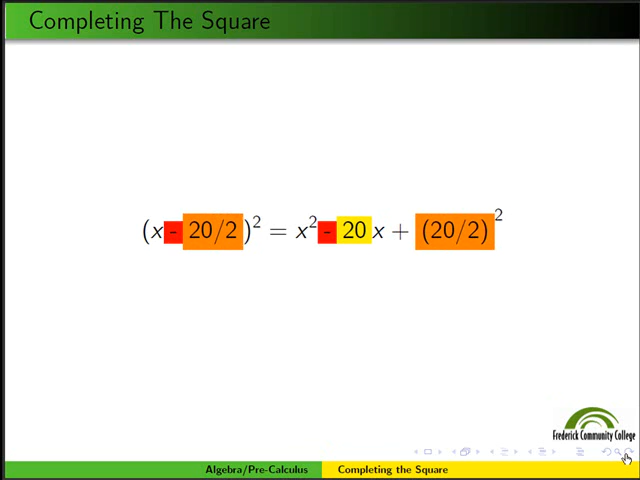 Completing The Square
(x - 20/2)² = x² - 20x + (20/2)²
Frederick Community College
Algebra/Pre-Calculus
Completing the Square